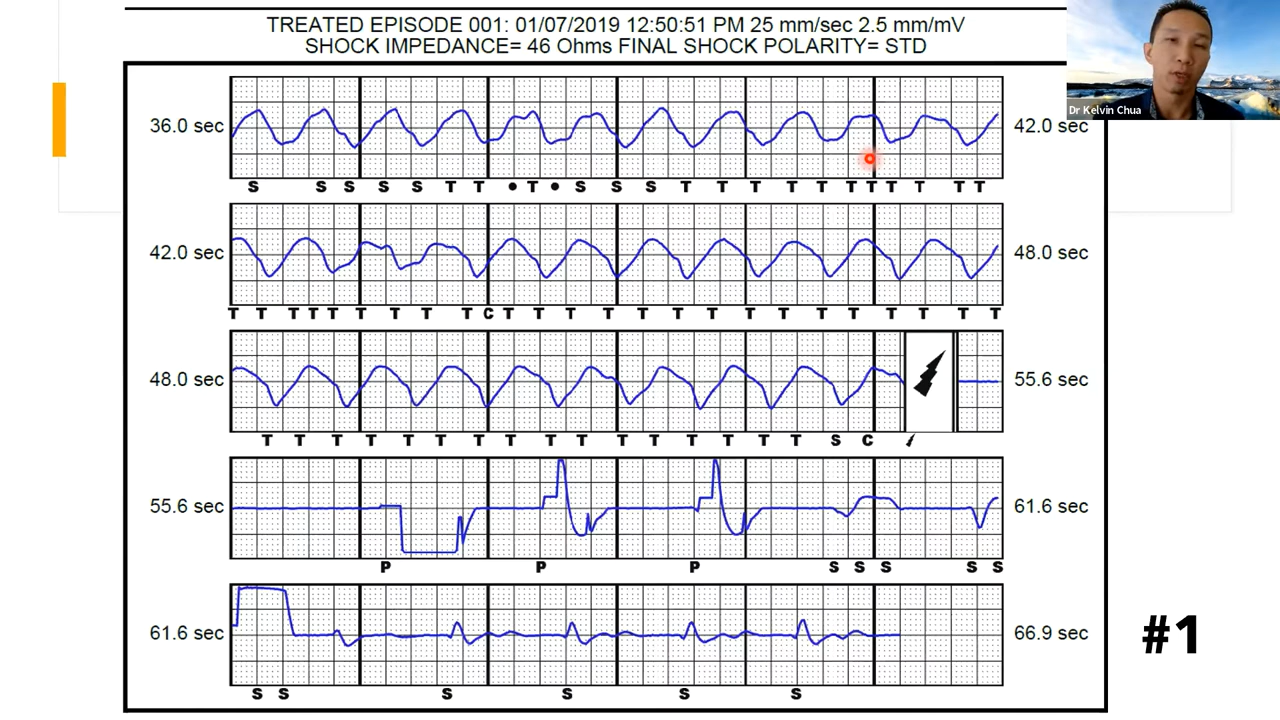 TREATED EPISODE 001: 01/07/2019 12:50:51 PM 25 mm/sec 2.5 mm/mV
SHOCK IMPEDANCE= 46 Ohms FINAL SHOCK POLARITY= STD
Dr Kelvin Chua
36.0 sec 42.0 sec
S S S S S T T • T • S S S T T T T T T T T T T T
42.0 sec 48.0 sec
T T T T T T T T T C T T T T T T T T T T T T T T T
48.0 sec 55.6 sec
T T T T T T T T T T T T T T T T S C
55.6 sec 61.6 sec
P P P S S S S S
61.6 sec 66.9 sec
S S S S S S
#1